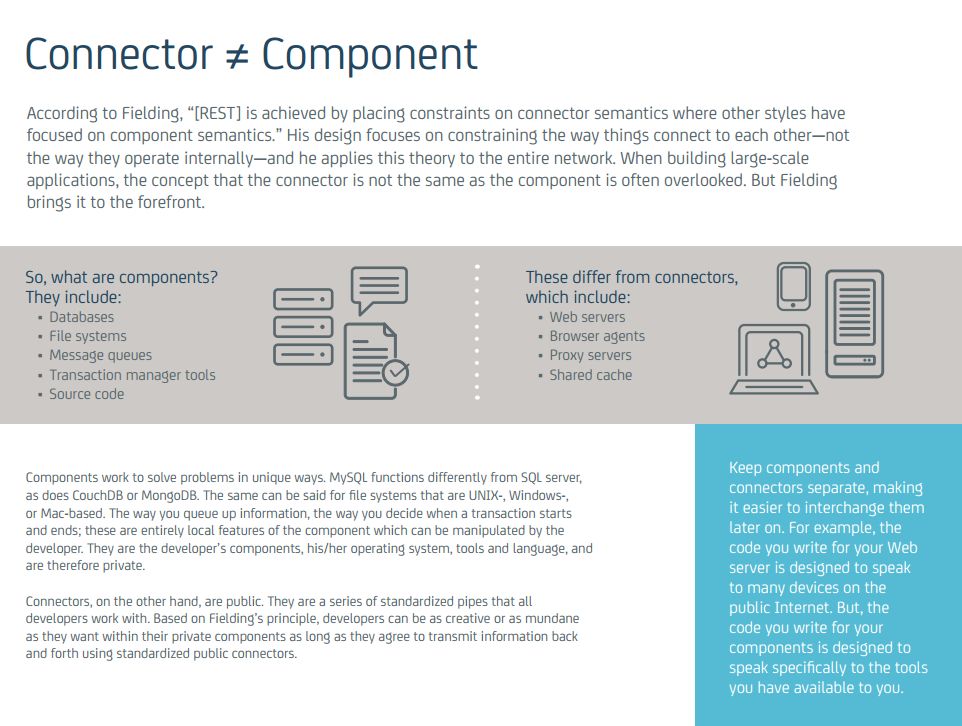 Connector ≠ Component
According to Fielding, “[REST] is achieved by placing constraints on connector semantics where other styles have
focused on component semantics.” His design focuses on constraining the way things connect to each other—not
the way they operate internally—and he applies this theory to the entire network. When building large-scale
applications, the concept that the connector is not the same as the component is often overlooked. But Fielding
brings it to the forefront.
So, what are components?
They include:
▪ Databases
▪ File systems
▪ Message queues
▪ Transaction manager tools
▪ Source code
These differ from connectors,
which include:
▪ Web servers
▪ Browser agents
▪ Proxy servers
▪ Shared cache
Components work to solve problems in unique ways. MySQL functions differently from SQL server,
as does CouchDB or MongoDB. The same can be said for file systems that are UNIX-, Windows-,
or Mac-based. The way you queue up information, the way you decide when a transaction starts
and ends; these are entirely local features of the component which can be manipulated by the
developer. They are the developer’s components, his/her operating system, tools and language, and
are therefore private.
Connectors, on the other hand, are public. They are a series of standardized pipes that all
developers work with. Based on Fielding’s principle, developers can be as creative or as mundane
as they want within their private components as long as they agree to transmit information back
and forth using standardized public connectors.
Keep components and
connectors separate, making
it easier to interchange them
later on. For example, the
code you write for your Web
server is designed to speak
to many devices on the
public Internet. But, the
code you write for your
components is designed to
speak specifically to the tools
you have available to you.